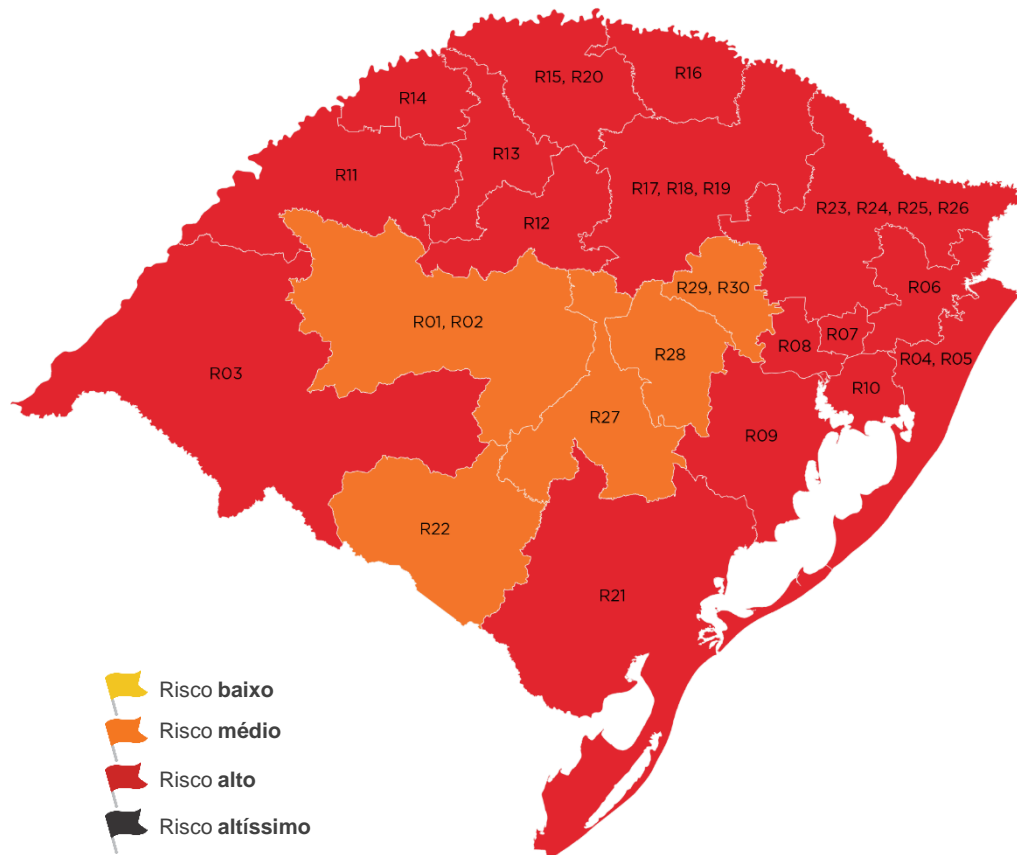 R15, R20
R16
R14
R13
R11
R17, R18, R19
R23, R24, R25, R26
R12
R29, R30
R06
R01, R02
R07
R08
R28
R04, R05
R03
R10
R27
R09
R22
R21
Risco baixo
Risco médio
Risco alto
Risco altíssimo